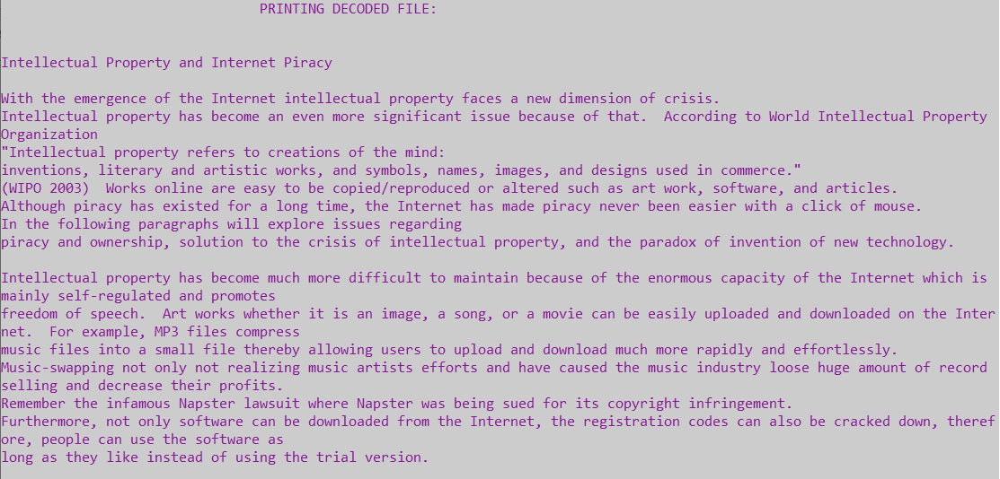 PRINTING DECODED FILE:
Intellectual Property and Internet Piracy
With the emergence of the Internet intellectual property faces a new dimension of crisis.
Intellectual property has become an even more significant issue because of that.  According to World Intellectual Property
Organization
"Intellectual property refers to creations of the mind:
inventions, literary and artistic works, and symbols, names, images, and designs used in commerce."
(WIPO 2003)  Works online are easy to be copied/reproduced or altered such as art work, software, and articles.
Although piracy has existed for a long time, the Internet has made piracy never been easier with a click of mouse.
In the following paragraphs will explore issues regarding
piracy and ownership, solution to the crisis of intellectual property, and the paradox of invention of new technology.
Intellectual property has become much more difficult to maintain because of the enormous capacity of the Internet which is
mainly self-regulated and promotes
freedom of speech.  Art works whether it is an image, a song, or a movie can be easily uploaded and downloaded on the Inter
net.  For example, MP3 files compress
music files into a small file thereby allowing users to upload and download much more rapidly and effortlessly.
Music-swapping not only not realizing music artists efforts and have caused the music industry loose huge amount of record
selling and decrease their profits.
Remember the infamous Napster lawsuit where Napster was being sued for its copyright infringement.
Furthermore, not only software can be downloaded from the Internet, the registration codes can also be cracked down, theref
ore, people can use the software as
long as they like instead of using the trial version.